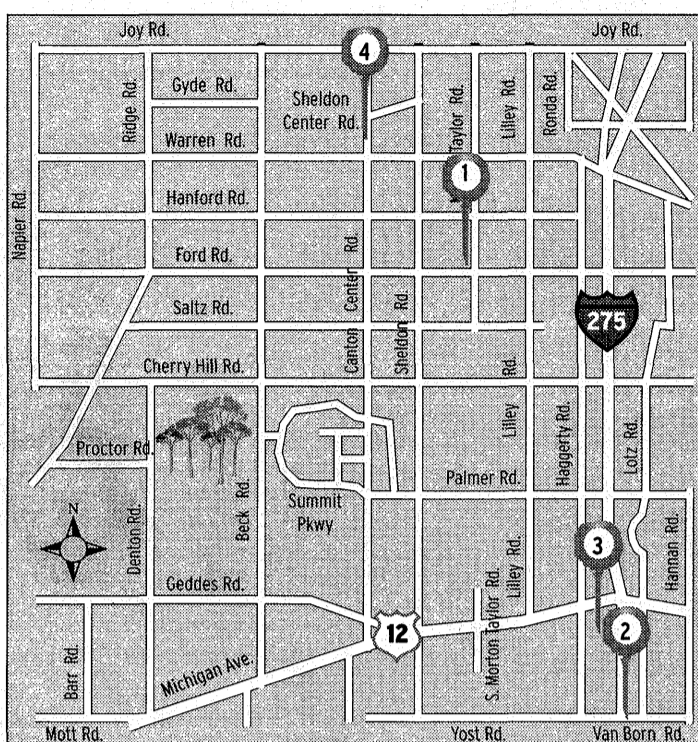 Joy Rd.
Joy Rd.
4
Ridge Rd.
Gyde Rd.
Sheldon
Center Rd.
Taylor Rd.
Lilley Rd.
Ronda Rd.
Warren Rd.
1
Napier Rd.
Hanford Rd.
Ford Rd.
Canton Center Rd.
Sheldon Rd.
Saltz Rd.
275
Cherry Hill Rd.
Lilley Rd.
Haggerty Rd.
Lotz Rd.
Proctor Rd.
Palmer Rd.
Beck Rd.
Summit
Pkwy
N
Denton Rd.
3
Hannan Rd.
Geddes Rd.
Lilley Rd.
S. Morton Taylor Rd.
12
2
Barr Rd.
Michigan Ave.
Mott Rd.
Yost Rd.
Van Born Rd.